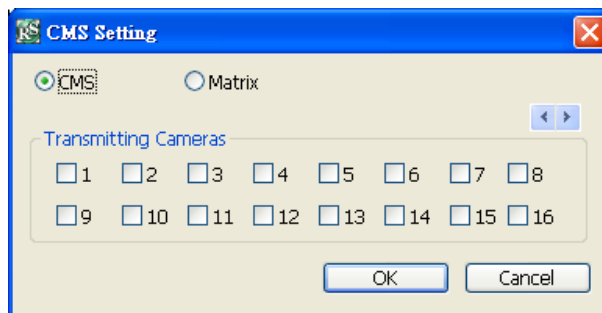 CMS Setting
CMS Matrix
Transmitting Cameras
1 2 3 4 5 6 7 8
9 10 11 12 13 14 15 16
OK Cancel